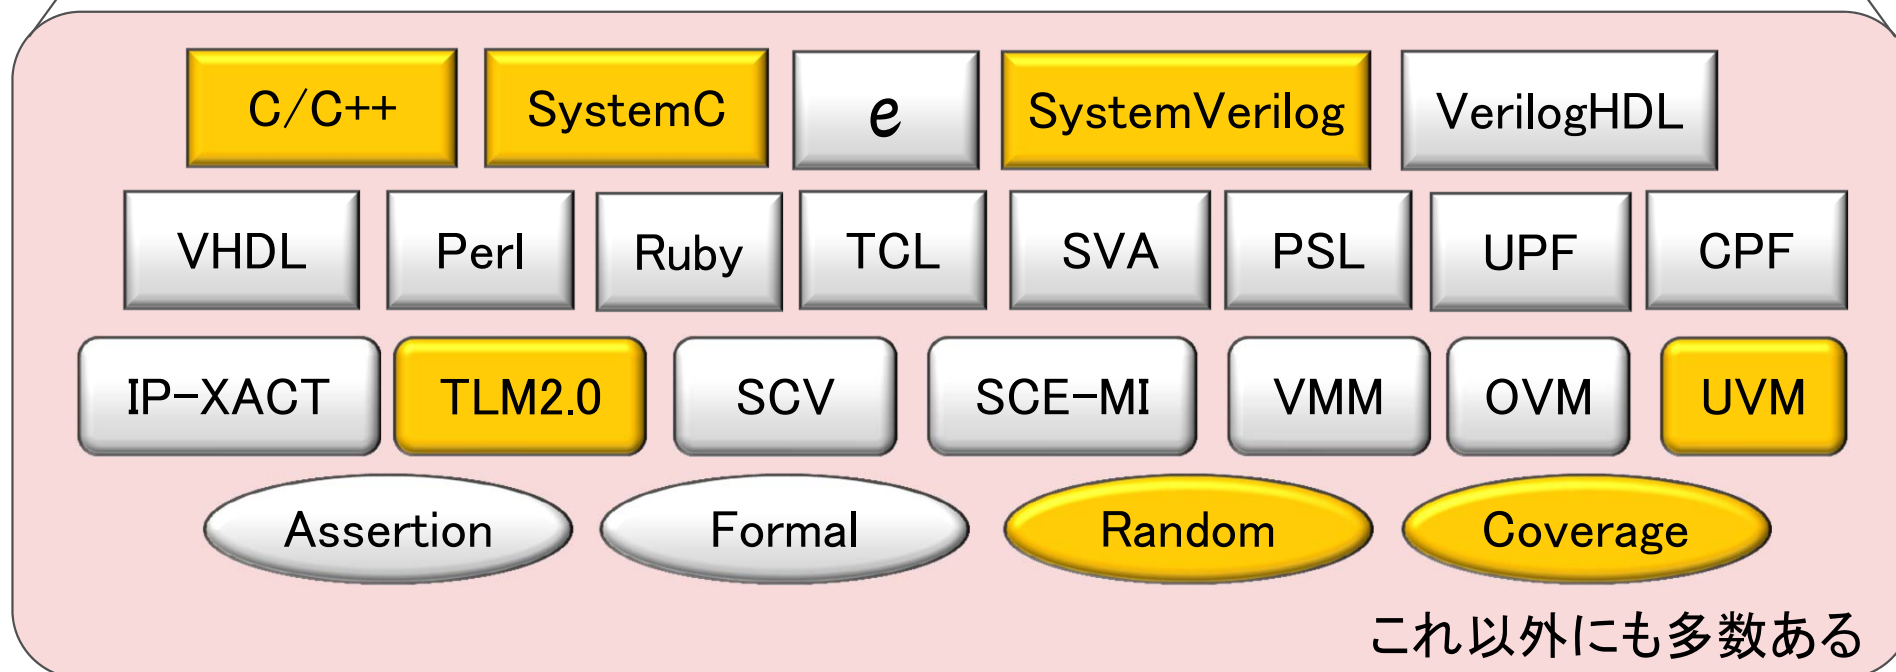 C/C++ SystemC e SystemVerilog VerilogHDL
VHDL Perl Ruby TCL SVA PSL UPF CPF
IP-XACT TLM2.0 SCV SCE-MI VMM OVM UVM
Assertion Formal Random Coverage
これ以外にも多数ある